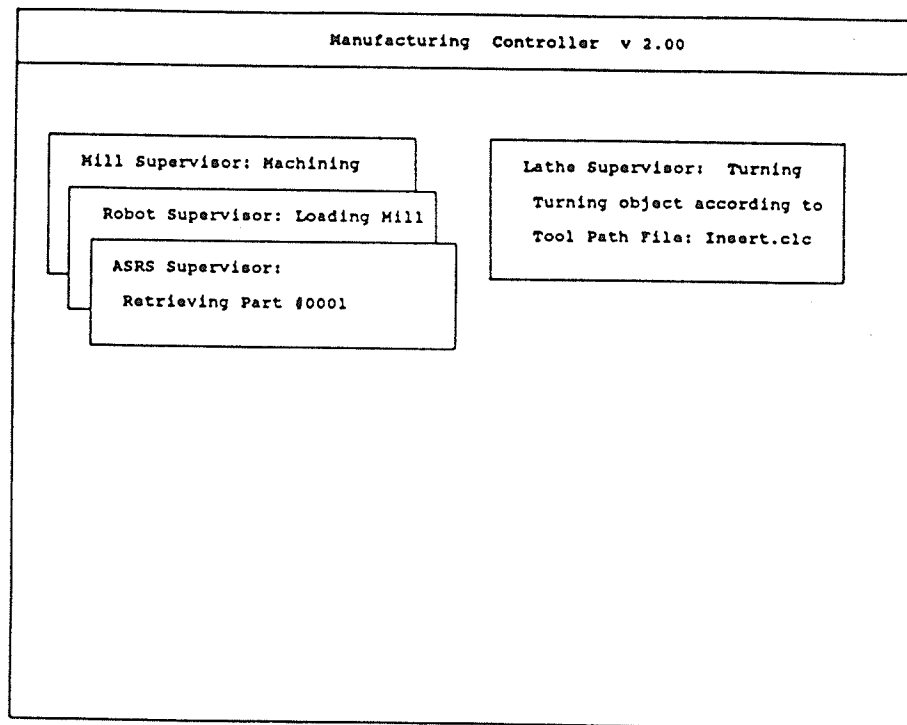 Manufacturing Controller v 2.00
Mill Supervisor: Machining
Robot Supervisor: Loading Mill
ASRS Supervisor:
Retrieving Part #0001
Lathe Supervisor: Turning
Turning object according to
Tool Path File: Insert.clc